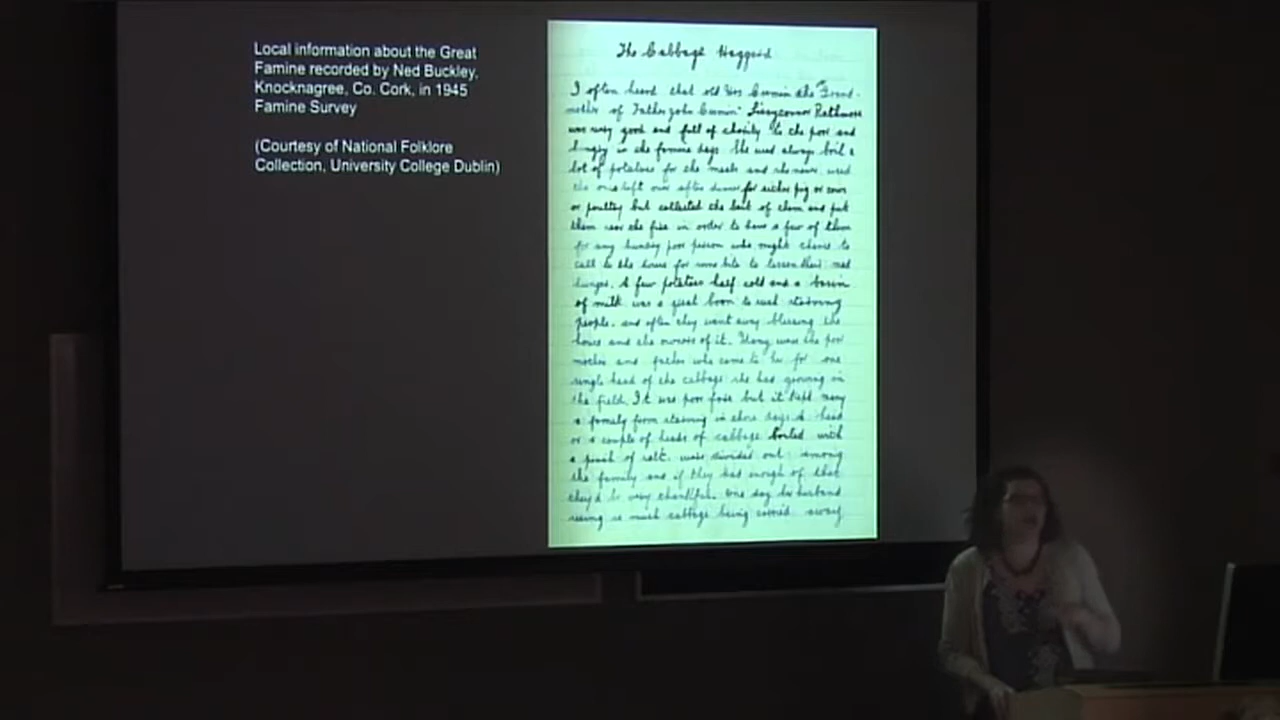 Local information about the Great
Famine recorded by Ned Buckley,
Knocknagree, Co. Cork, in 1945
Famine Survey
(Courtesy of National Folklore
Collection, University College Dublin)
The Cabbage Haggard
I often heard that old Mrs Cremin the Grand-
mother of Father John Cremin Lisnyconnor Rathmore
was very good and full of charity to the poor and
hungry in the famine days. She used always boil a
lot of potatoes for the meals and she never used
the ones left over after dinner for either pig or cow
or poultry but collected the best of them and put
them near the fire in order to have a few of them
for any hungry poor person who might chance to
call to the house for some bite to lessen their mad
hunger. A few potatoes half cold and a basin
of milk was a great boon to such starving
people, and often they went away blessing the
house and the owners of it. Many were the poor
mother and father who came to her for one
single head of the cabbage she had growing in
the field. It was poor fare but it kept many
a family from starving in those days. A head
or a couple of heads of cabbage boiled with
a pinch of salt was divided out among
the family and if they had enough of that
they'd be very thankful. One day her husband
seeing so much cabbage being carried away